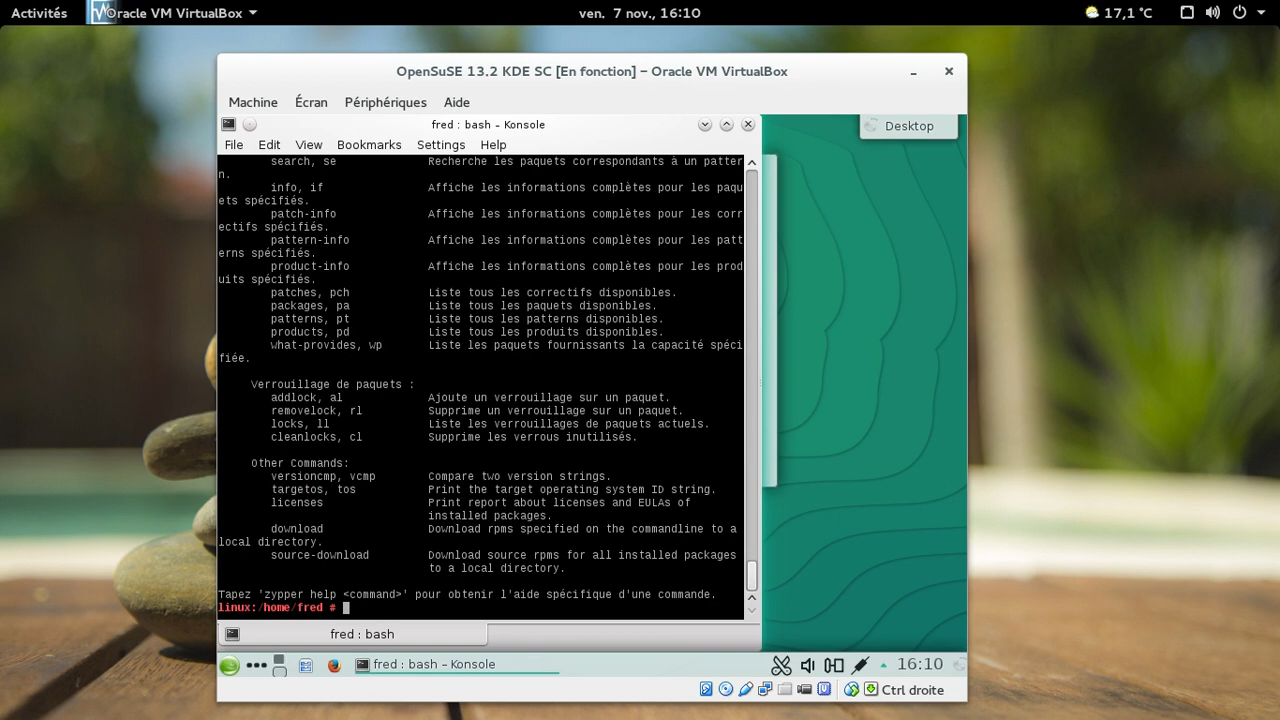 Activités
Oracle VM VirtualBox
ven. 7 nov., 16:10
17,1 °C
OpenSuSE 13.2 KDE SC [En fonction] – Oracle VM VirtualBox
Machine Écran Périphériques Aide
fred : bash – Konsole
Desktop
File Edit View Bookmarks Settings Help
search, se Recherche les paquets correspondants à un patter
n.
info, if Affiche les informations complètes pour les paqu
ets spécifiés.
patch-info Affiche les informations complètes pour les corr
ectifs spécifiés.
pattern-info Affiche les informations complètes pour les patt
erns spécifiés.
product-info Affiche les informations complètes pour les prod
uits spécifiés.
patches, pch Liste tous les correctifs disponibles.
packages, pa Liste tous les paquets disponibles.
patterns, pt Liste tous les patterns disponibles.
products, pd Liste tous les produits disponibles.
what-provides, wp Liste les paquets fournissants la capacité spéci
fiée.
Verrouillage de paquets :
addlock, al Ajoute un verrouillage sur un paquet.
removelock, rl Supprime un verrouillage sur un paquet.
locks, ll Liste les verrouillages de paquets actuels.
cleanlocks, cl Supprime les verrous inutilisés.
Other Commands:
versioncmp, vcmp Compare two version strings.
targetos, tos Print the target operating system ID string.
licenses Print report about licenses and EULAs of
installed packages.
download Download rpms specified on the commandline to a
local directory.
source-download Download source rpms for all installed packages
to a local directory.
Tapez 'zypper help <command>' pour obtenir l'aide spécifique d'une commande.
linux:/home/fred #
fred : bash
fred : bash – Konsole
16:10
Ctrl droite